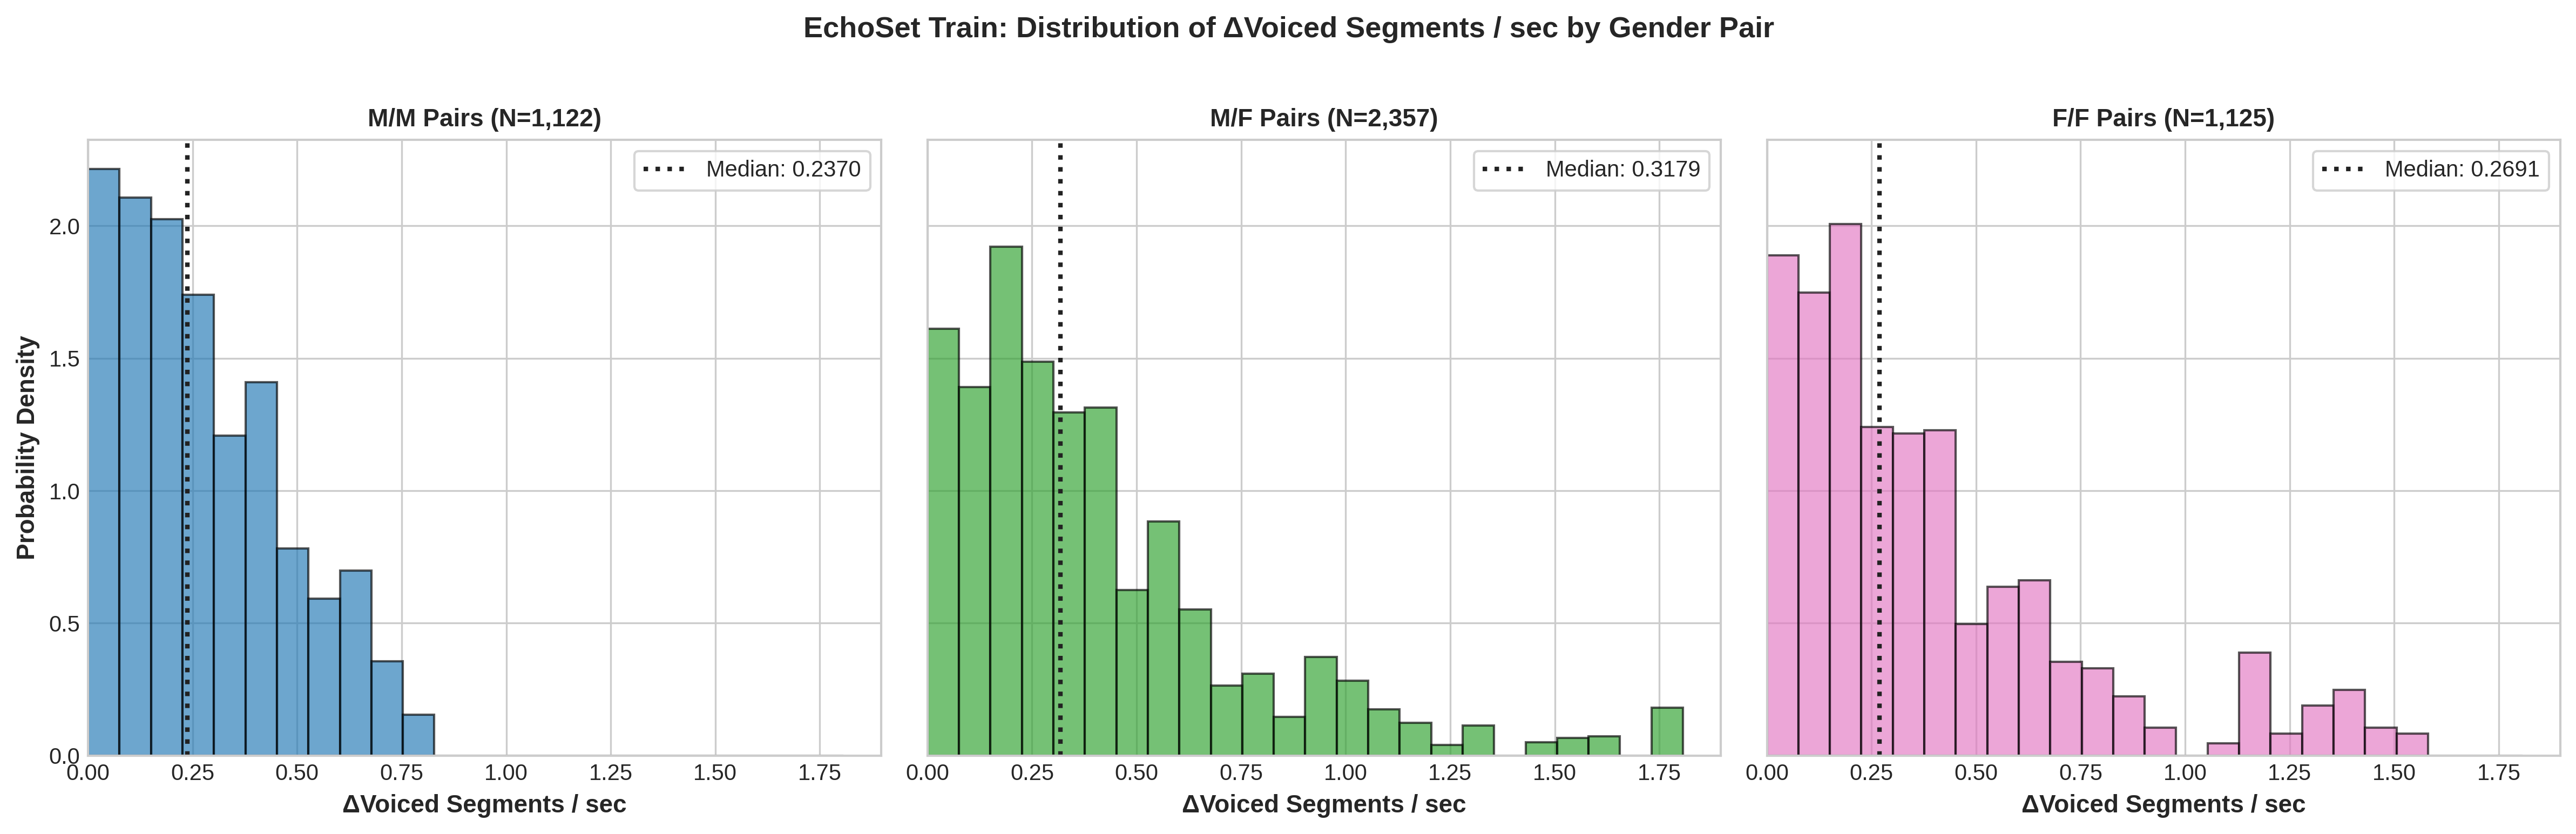 EchoSet Train: Distribution of ΔVoiced Segments / sec by Gender Pair
M/M Pairs (N=1,122)
Median: 0.2370
Probability Density
2.0
1.5
1.0
0.5
0.0
0.00 0.25 0.50 0.75 1.00 1.25 1.50 1.75
ΔVoiced Segments / sec
M/F Pairs (N=2,357)
Median: 0.3179
0.00 0.25 0.50 0.75 1.00 1.25 1.50 1.75
ΔVoiced Segments / sec
F/F Pairs (N=1,125)
Median: 0.2691
0.00 0.25 0.50 0.75 1.00 1.25 1.50 1.75
ΔVoiced Segments / sec